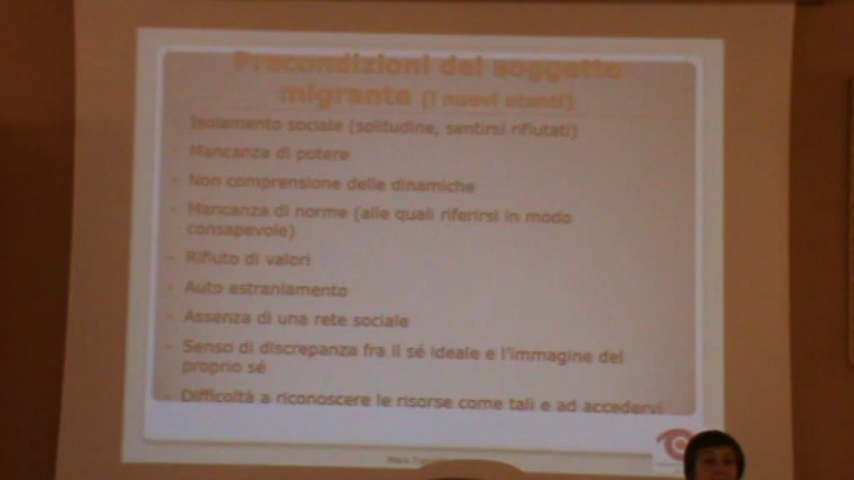 Precondizioni del soggetto
migrante (i nuovi utenti)
Isolamento sociale (solitudine, sentirsi rifiutati)
- Mancanza di potere
- Non comprensione delle dinamiche
- Mancanza di norme (alle quali riferirsi in modo
consapevole)
- Rifiuto di valori
- Auto estraniamento
- Assenza di una rete sociale
- Senso di discrepanza fra il sé ideale e l'immagine del
proprio sé
Difficoltà a riconoscere le risorse come tali e ad accedervi